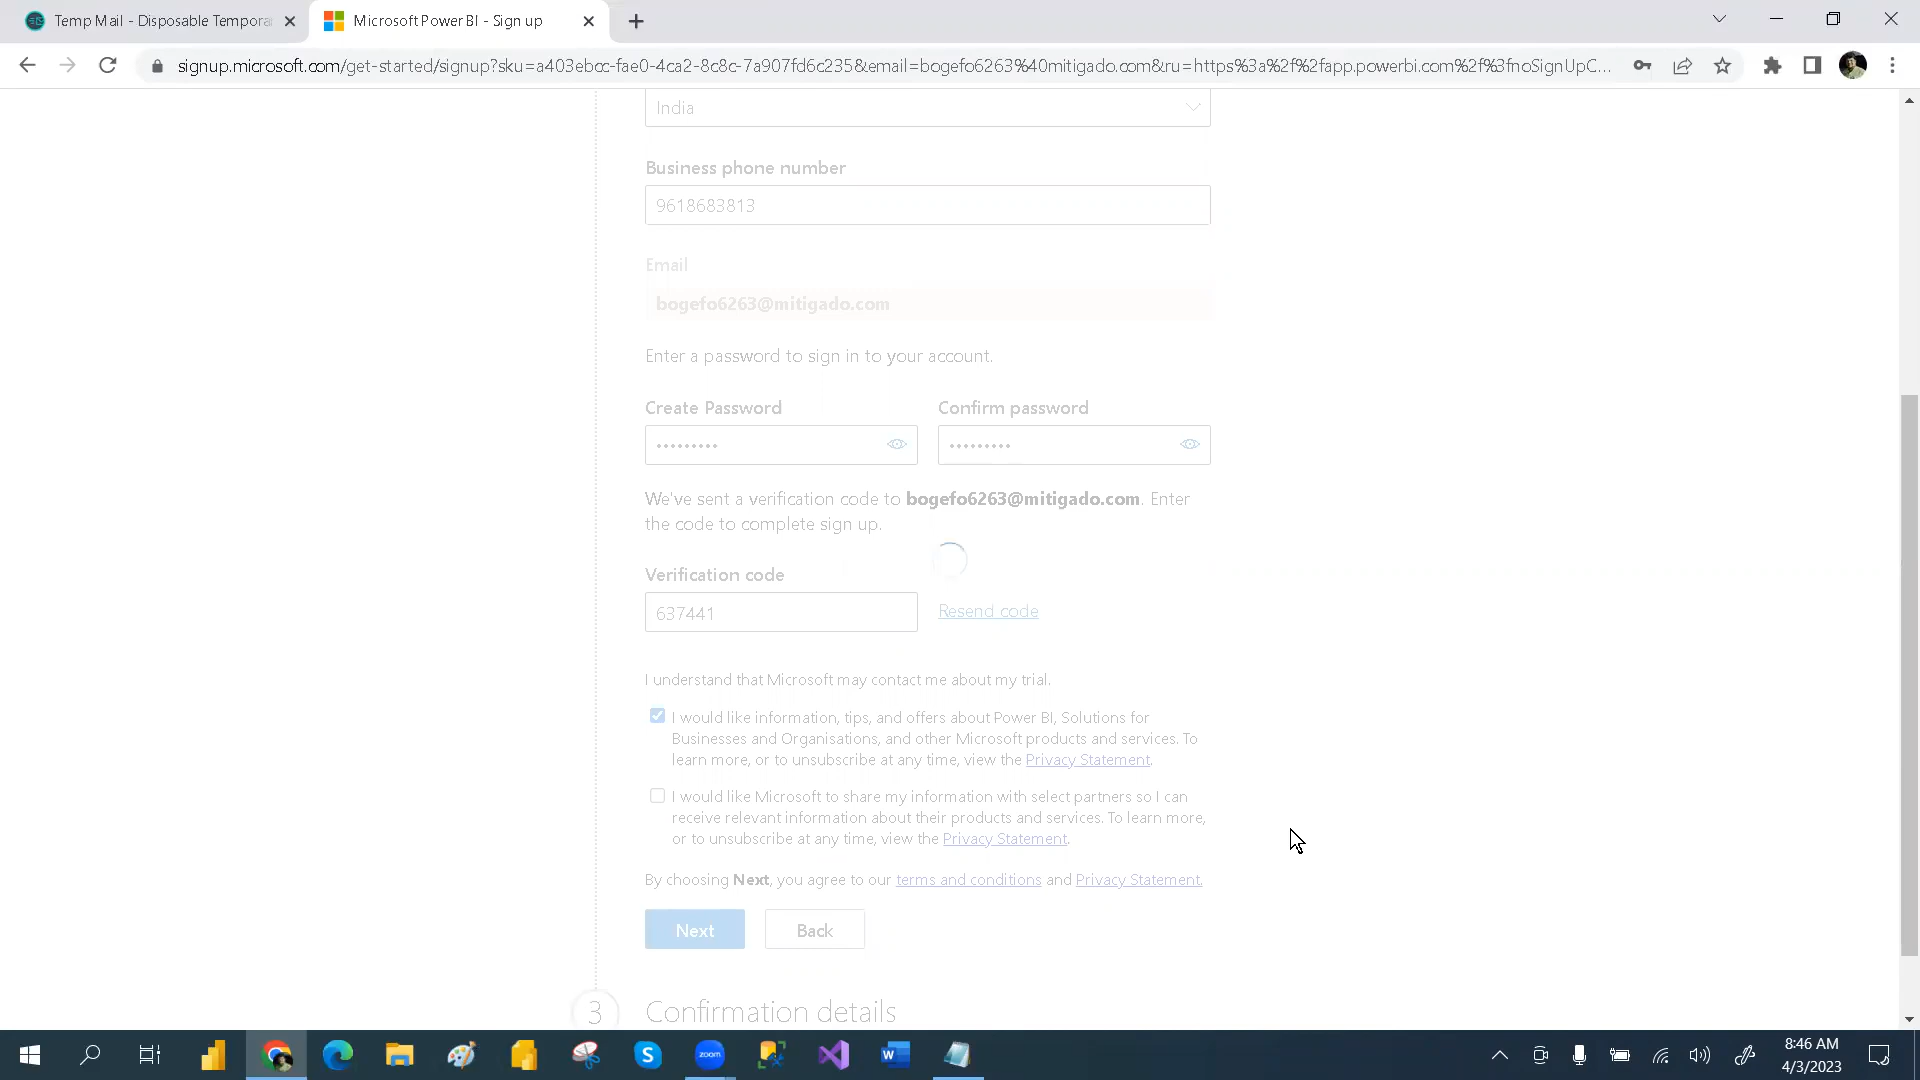 Temp Mail - Disposable Tempora
Microsoft Power BI - Sign up
signup.microsoft.com/get-started/signup?sku=a403ebcc-fae0-4ca2-8c8c-7a907fd6c235&email=bogefo6263%40mitigado.com&ru=https%3a%2f%2fapp.powerbi.com%2f%3fnoSignUpC...
India
Business phone number
9618683813
Email
bogefo6263@mitigado.com
Enter a password to sign in to your account.
Create Password Confirm password
We've sent a verification code to bogefo6263@mitigado.com. Enter
the code to complete sign up.
Verification code
637441 Resend code
I understand that Microsoft may contact me about my trial.
I would like information, tips, and offers about Power BI, Solutions for
Businesses and Organisations, and other Microsoft products and services. To
learn more, or to unsubscribe at any time, view the Privacy Statement.
I would like Microsoft to share my information with select partners so I can
receive relevant information about their products and services. To learn more,
or to unsubscribe at any time, view the Privacy Statement.
By choosing Next, you agree to our terms and conditions and Privacy Statement.
Next Back
3 Confirmation details
zoom
8:46 AM
4/3/2023